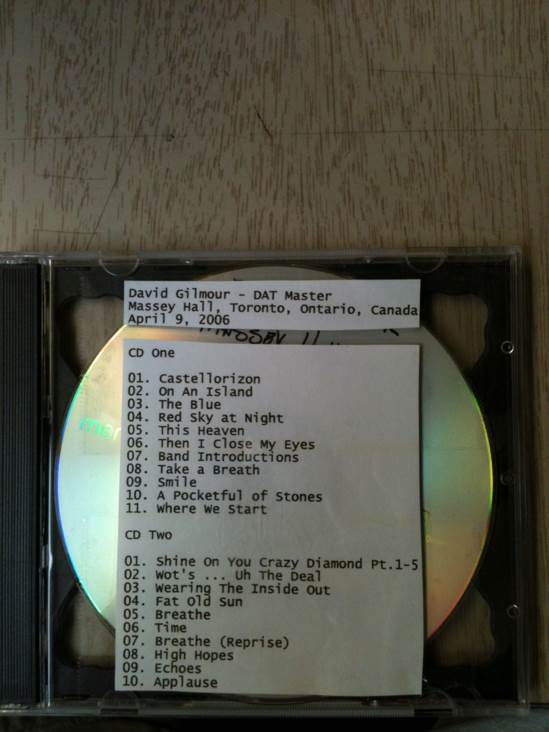 David Gilmour - DAT Master
Massey Hall, Toronto, Ontario, Canada
April 9, 2006
CD One
01. Castellorizon
02. On An Island
03. The Blue
04. Red Sky at Night
05. This Heaven
06. Then I Close My Eyes
07. Band Introductions
08. Take a Breath
09. Smile
10. A Pocketful of Stones
11. Where We Start
CD Two
01. Shine On You Crazy Diamond Pt.1-5
02. Wot's ... Uh The Deal
03. Wearing The Inside Out
04. Fat Old Sun
05. Breathe
06. Time
07. Breathe (Reprise)
08. High Hopes
09. Echoes
10. Applause